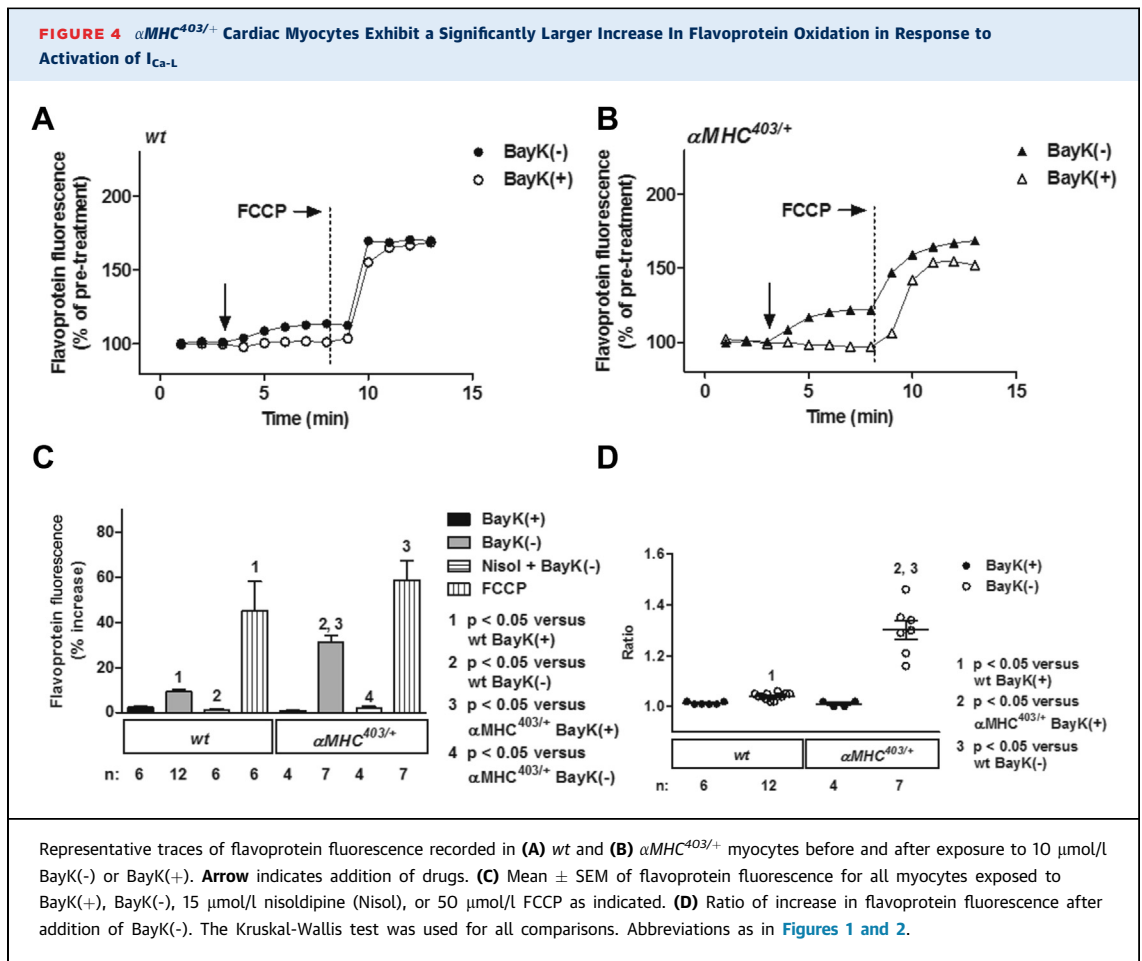 FIGURE 4 αMHC403/+ Cardiac Myocytes Exhibit a Significantly Larger Increase In Flavoprotein Oxidation in Response to
Activation of ICa-L
A
wt
Flavoprotein fluorescence
(% of pre-treatment)
200
150
100
0
5
10
15
Time (min)
FCCP
BayK(-)
BayK(+)
B
αMHC403/+
Flavoprotein fluorescence
(% of pre-treatment)
200
150
100
0
5
10
15
Time (min)
FCCP
BayK(-)
BayK(+)
C
Flavoprotein fluorescence
(% increase)
80
60
40
20
0
1
2
1
2, 3
4
3
wt
αMHC403/+
n: 6 12 6 6 4 7 4 7
BayK(+)
BayK(-)
Nisol + BayK(-)
FCCP
1 p < 0.05 versus
wt BayK(+)
2 p < 0.05 versus
wt BayK(-)
3 p < 0.05 versus
αMHC403/+ BayK(+)
4 p < 0.05 versus
αMHC403/+ BayK(-)
D
Ratio
1.6
1.4
1.2
1.0
1
2, 3
wt
αMHC403/+
n: 6 12 4 7
BayK(+)
BayK(-)
1 p < 0.05 versus
wt BayK(+)
2 p < 0.05 versus
αMHC403/+ BayK(+)
3 p < 0.05 versus
wt BayK(-)
Representative traces of flavoprotein fluorescence recorded in (A) wt and (B) αMHC403/+ myocytes before and after exposure to 10 μmol/l
BayK(-) or BayK(+). Arrow indicates addition of drugs. (C) Mean ± SEM of flavoprotein fluorescence for all myocytes exposed to
BayK(+), BayK(-), 15 μmol/l nisoldipine (Nisol), or 50 μmol/l FCCP as indicated. (D) Ratio of increase in flavoprotein fluorescence after
addition of BayK(-). The Kruskal-Wallis test was used for all comparisons. Abbreviations as in Figures 1 and 2.